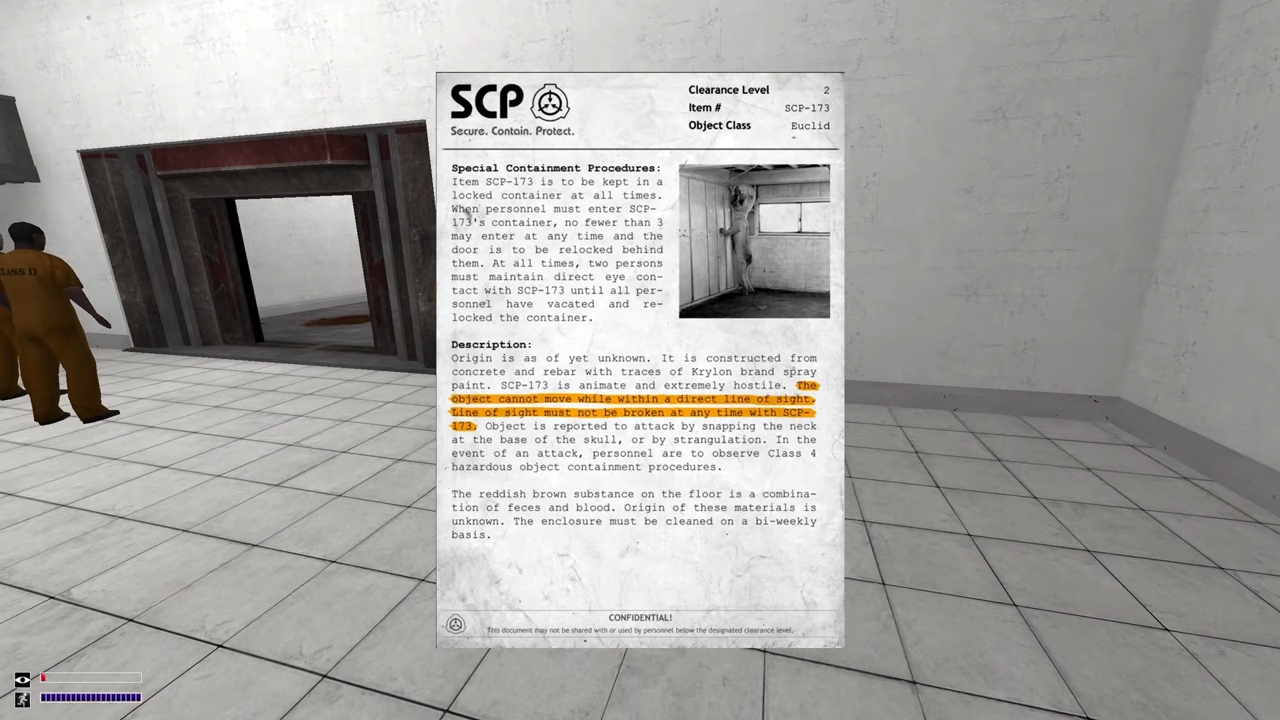 SCP
Secure. Contain. Protect.
Clearance Level 2
Item # SCP-173
Object Class Euclid
Special Containment Procedures:
Item SCP-173 is to be kept in a
locked container at all times.
When personnel must enter SCP-
173's container, no fewer than 3
may enter at any time and the
door is to be relocked behind
them. At all times, two persons
must maintain direct eye con-
tact with SCP-173 until all per-
sonnel have vacated and re-
locked the container.
Description:
Origin is as of yet unknown. It is constructed from
concrete and rebar with traces of Krylon brand spray
paint. SCP-173 is animate and extremely hostile. The
object cannot move while within a direct line of sight.
Line of sight must not be broken at any time with SCP-
173. Object is reported to attack by snapping the neck
at the base of the skull, or by strangulation. In the
event of an attack, personnel are to observe Class 4
hazardous object containment procedures.
The reddish brown substance on the floor is a combina-
tion of feces and blood. Origin of these materials is
unknown. The enclosure must be cleaned on a bi-weekly
basis.
CONFIDENTIAL!
This document may not be shared with or used by personnel below the designated clearance level.
CLASS D